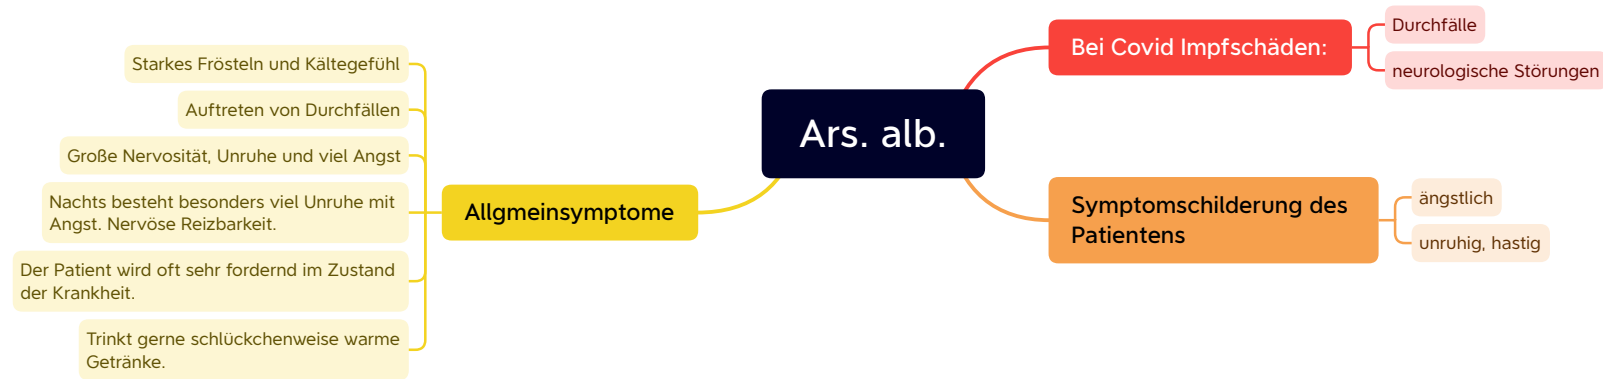 Ars. alb.
Bei Covid Impfschäden:
Durchfälle
neurologische Störungen
Symptomschilderung des
Patientens
ängstlich
unruhig, hastig
Allgmeinsymptome
Starkes Frösteln und Kältegefühl
Auftreten von Durchfällen
Große Nervosität, Unruhe und viel Angst
Nachts besteht besonders viel Unruhe mit
Angst. Nervöse Reizbarkeit.
Der Patient wird oft sehr fordernd im Zustand
der Krankheit.
Trinkt gerne schlückchenweise warme
Getränke.